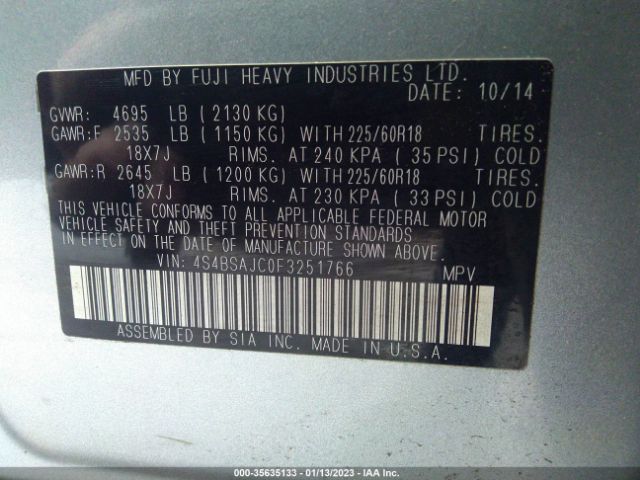 MFD BY FUJI HEAVY INDUSTRIES LTD.
DATE: 10/14
GVWR: 4695 LB ( 2130 KG)
GAWR:F 2535 LB ( 1150 KG) WITH 225/60R18 TIRES.
18X7J RIMS. AT 240 KPA ( 35 PSI) COLD
GAWR:R 2645 LB ( 1200 KG) WITH 225/60R18 TIRES.
18X7J RIMS. AT 230 KPA ( 33 PSI) COLD
THIS VEHICLE CONFORMS TO ALL APPLICABLE FEDERAL MOTOR
VEHICLE SAFETY AND THEFT PREVENTION STANDARDS
IN EFFECT ON THE DATE OF MANUFACTURE SHOWN ABOVE.
VIN: 4S4BSAJC0F3251766 MPV
ASSEMBLED BY SIA INC. MADE IN U.S.A.
000-35635133 - 01/13/2023 - IAA Inc.